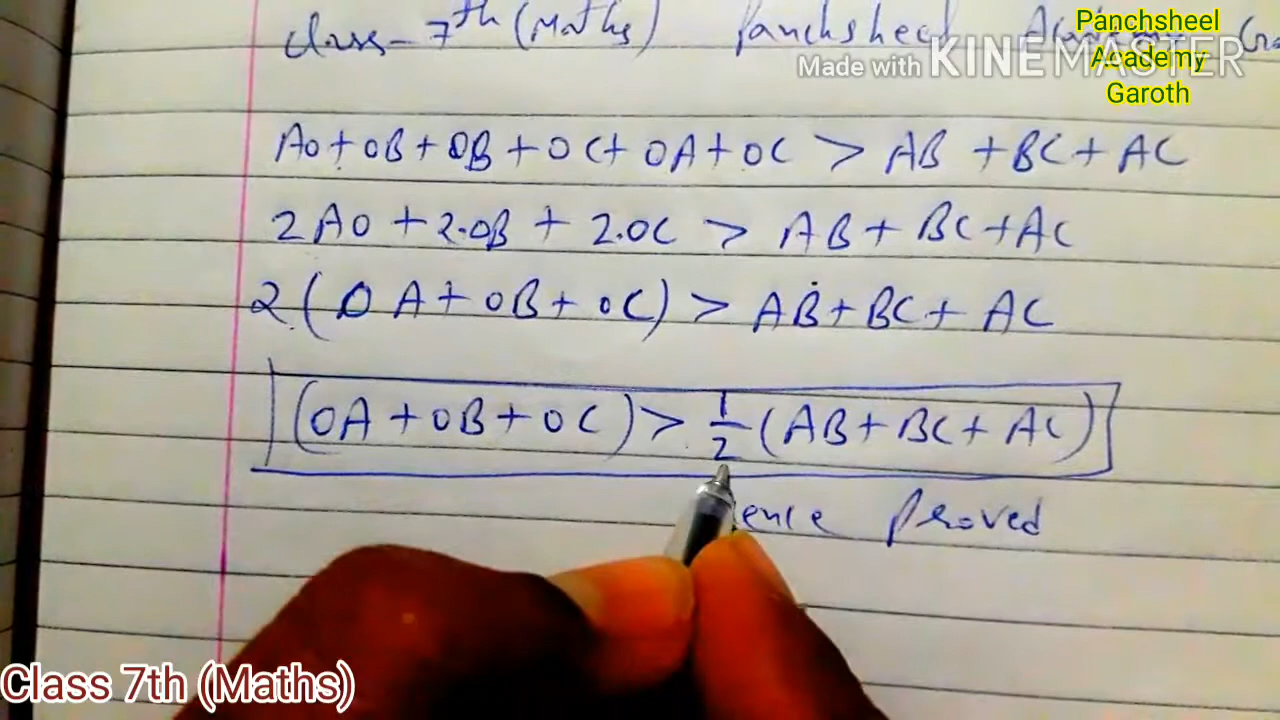 class - 7th (Maths) Panchsheel
Panchsheel
Academy
Garoth
Made with KINEMASTER
AO + OB + OB + OC + OA + OC > AB + BC + AC
2AO + 2.OB + 2.OC > AB + BC + AC
2 (OA + OB + OC) > AB + BC + AC
(OA + OB + OC) > 1/2 (AB + BC + AC)
ence Proved
Class 7th (Maths)